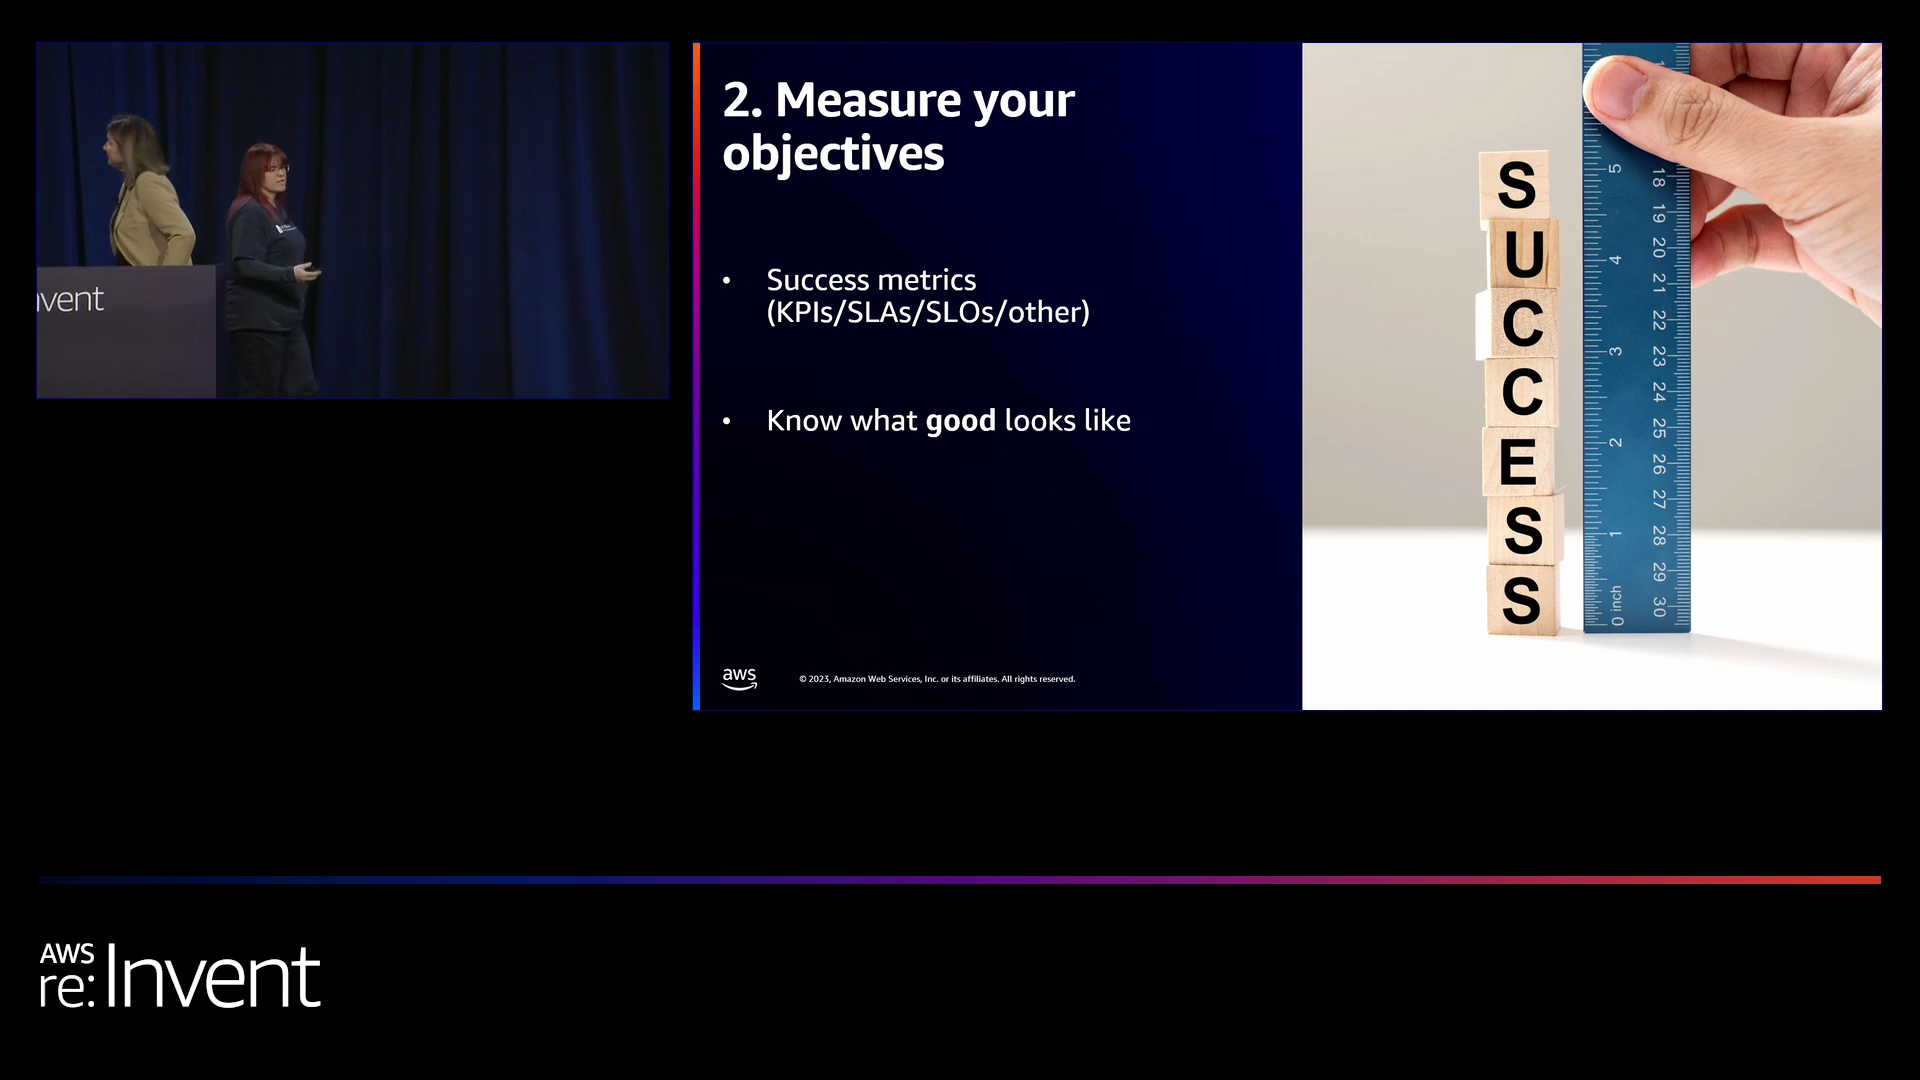 nvent
2. Measure your
objectives
• Success metrics
(KPIs/SLAs/SLOs/other)
• Know what good looks like
aws
© 2023, Amazon Web Services, Inc. or its affiliates. All rights reserved.
S
U
C
C
E
S
S
5
4
3
2
1
0 inch
18
19
20
21
22
23
24
25
26
27
28
29
30
AWS
re:Invent